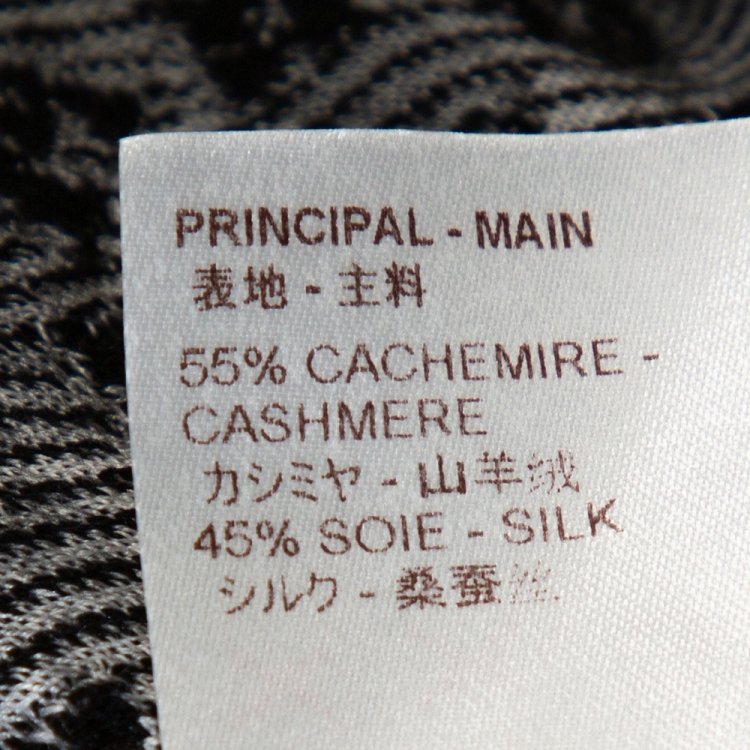 PRINCIPAL - MAIN
表地 - 主料
55% CACHEMIRE -
CASHMERE
カシミヤ - 山羊绒
45% SOIE - SILK
シルク - 桑蚕丝